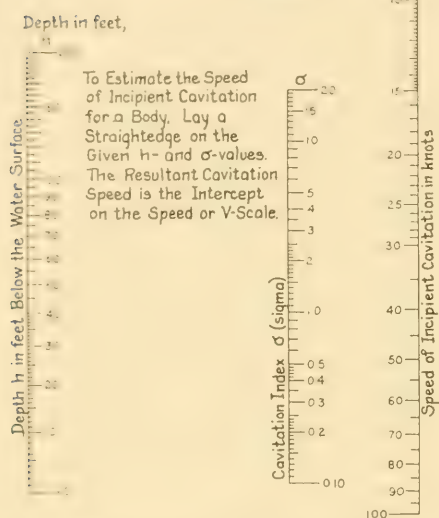 Depth in feet,
To Estimate the Speed
of Incipient Cavitation
for a Body, Lay a
Straightedge on the
Given h- and σ-values.
The Resultant Cavitation
Speed is the Intercept
on the Speed or V-Scale.
Depth h in feet Below the Water Surface
σ
20
15
10
5
4
3
2
1.0
0.5
0.4
0.3
0.2
0.10
Cavitation Index σ (sigma)
15
20
25
30
40
50
60
70
80
90
100
Speed of Incipient Cavitation in knots